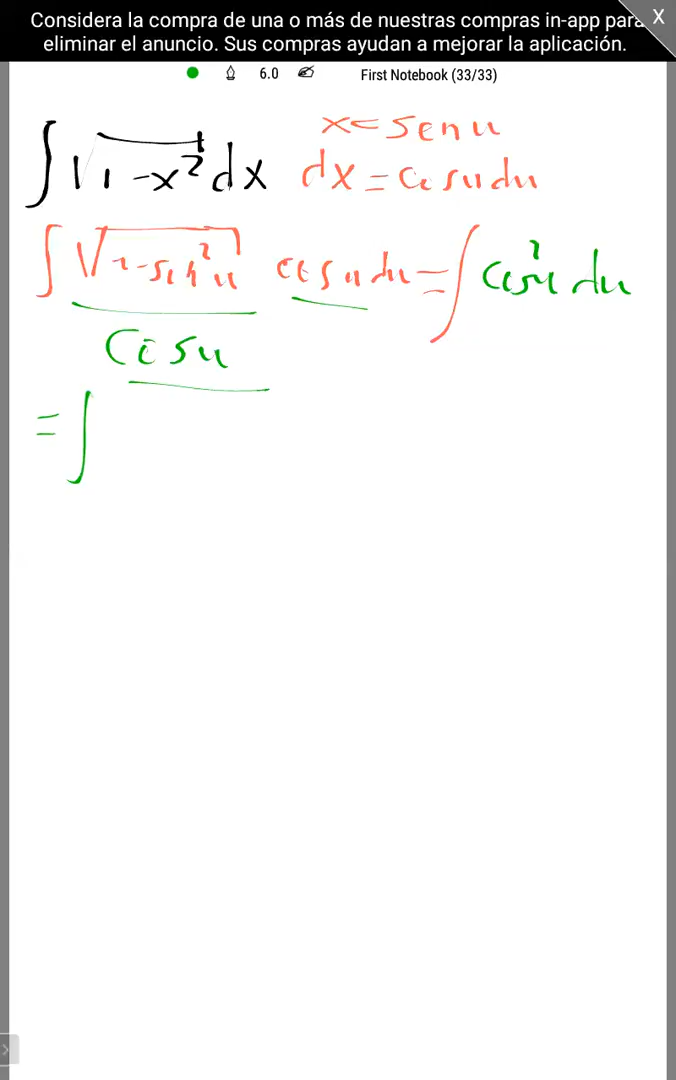 Considera la compra de una o más de nuestras compras in-app para X
eliminar el anuncio. Sus compras ayudan a mejorar la aplicación.
6.0 First Notebook (33/33)
∫ √1-x² dx x = sen u
dx = cos u du
∫ √1-sen²u cos u du = ∫ cos²u du
cos u
= ∫